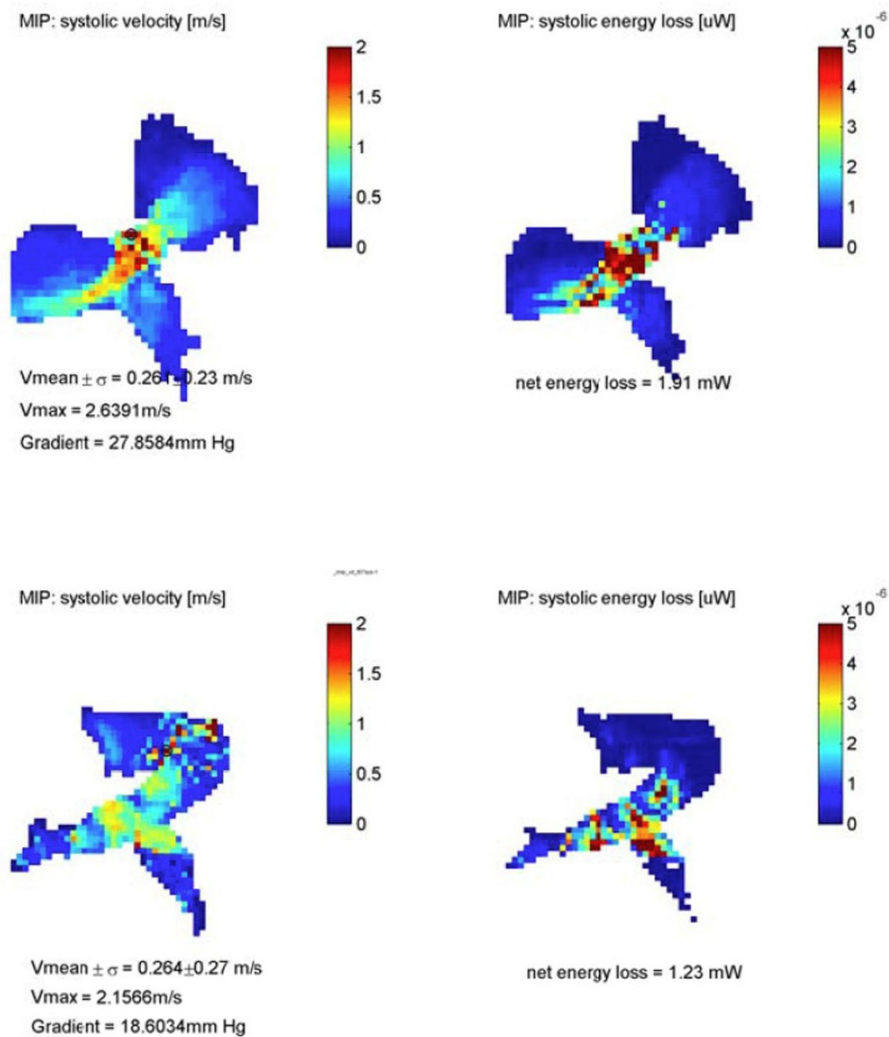 MIP: systolic velocity [m/s]
MIP: systolic energy loss [uW]
x 10-6
2
1.5
1
0.5
0
5
4
3
2
1
0
Vmean ± σ = 0.261±0.23 m/s
Vmax = 2.6391m/s
Gradient = 27.8584mm Hg
net energy loss = 1.91 mW
MIP: systolic velocity [m/s]
MIP: systolic energy loss [uW]
x 10-6
2
1.5
1
0.5
0
5
4
3
2
1
0
Vmean ± σ = 0.264±0.27 m/s
Vmax = 2.1566m/s
Gradient = 18.6034mm Hg
net energy loss = 1.23 mW